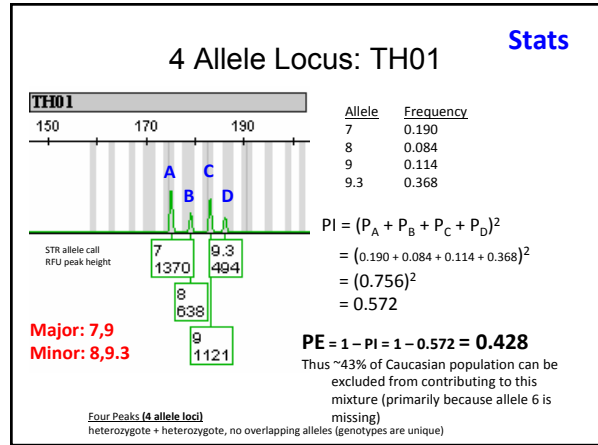 Stats
4 Allele Locus: TH01
TH01
150 170 190
A
B
C
D
STR allele call
RFU peak height
7
1370
9.3
494
8
638
9
1121
Major: 7,9
Minor: 8,9.3
Allele Frequency
7 0.190
8 0.084
9 0.114
9.3 0.368
PI = (P_A + P_B + P_C + P_D)²
= (0.190 + 0.084 + 0.114 + 0.368)²
= (0.756)²
= 0.572
PE = 1 – PI = 1 – 0.572 = 0.428
Thus ~43% of Caucasian population can be
excluded from contributing to this
mixture (primarily because allele 6 is
missing)
Four Peaks (4 allele loci)
heterozygote + heterozygote, no overlapping alleles (genotypes are unique)